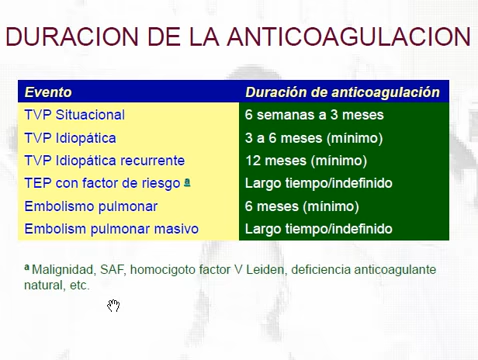 DURACION DE LA ANTICOAGULACION
Evento Duración de anticoagulación
TVP Situacional 6 semanas a 3 meses
TVP Idiopática 3 a 6 meses (mínimo)
TVP Idiopática recurrente 12 meses (mínimo)
TEP con factor de riesgo a Largo tiempo/indefinido
Embolismo pulmonar 6 meses (mínimo)
Embolism pulmonar masivo Largo tiempo/indefinido
a Malignidad, SAF, homocigoto factor V Leiden, deficiencia anticoagulante
natural, etc.